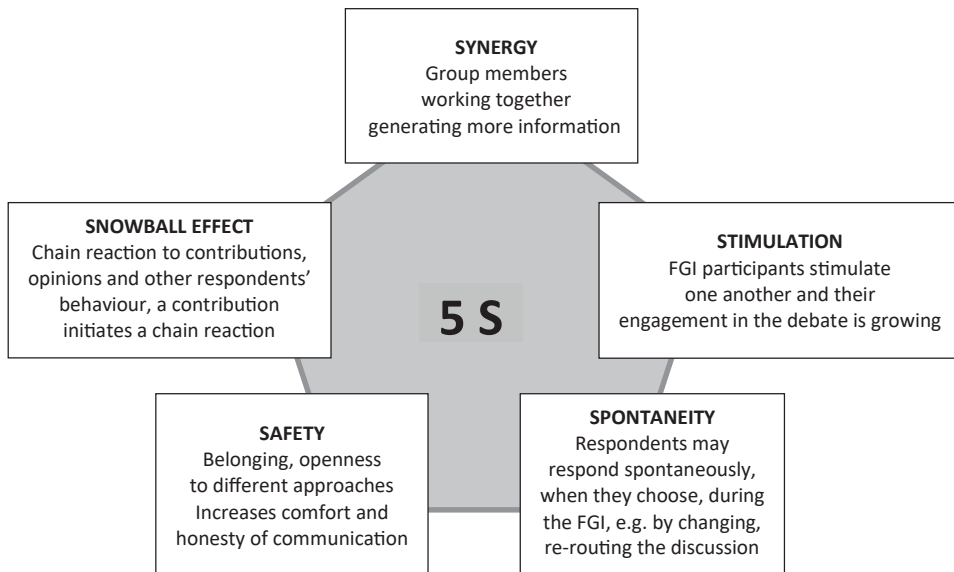 SYNERGY
Group members
working together
generating more information
SNOWBALL EFFECT
Chain reaction to contributions,
opinions and other respondents’
behaviour, a contribution
initiates a chain reaction
STIMULATION
FGI participants stimulate
one another and their
engagement in the debate is growing
5 S
SAFETY
Belonging, openness
to different approaches
Increases comfort and
honesty of communication
SPONTANEITY
Respondents may
respond spontaneously,
when they choose, during
the FGI, e.g. by changing,
re-routing the discussion